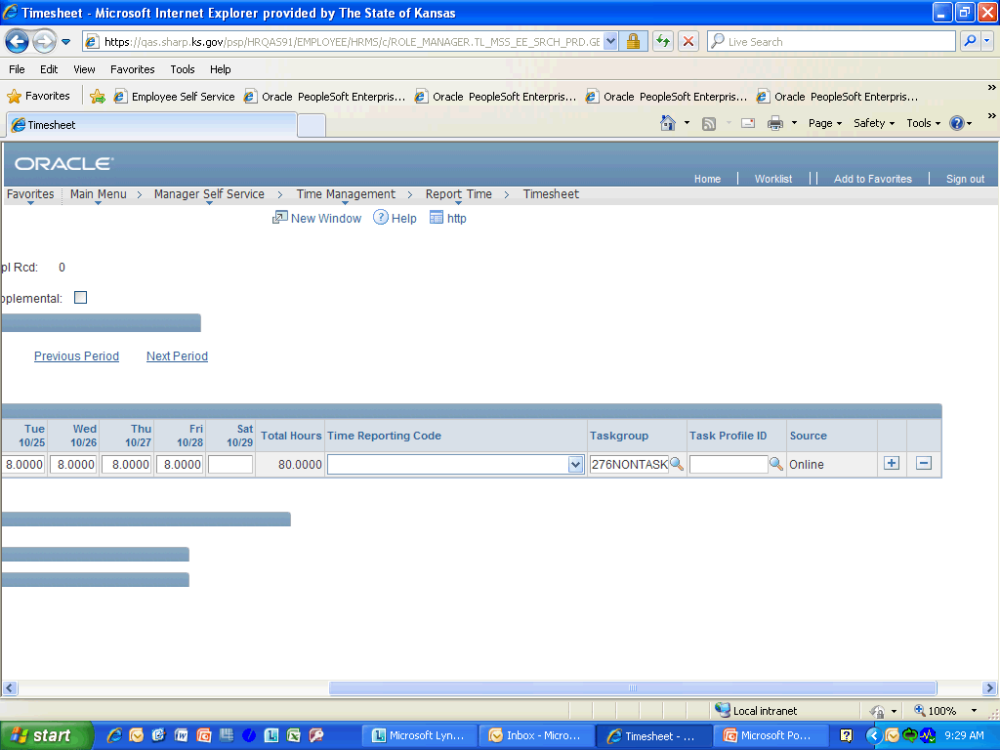 Timesheet - Microsoft Internet Explorer provided by The State of Kansas
https://qas.sharp.ks.gov/psp/HRQAS91/EMPLOYEE/HRMS/c/ROLE_MANAGER.TL_MSS_EE_SRCH_PRD.GE
Live Search
File Edit View Favorites Tools Help
Favorites Employee Self Service Oracle PeopleSoft Enterpris... Oracle PeopleSoft Enterpris... Oracle PeopleSoft Enterpris... Oracle PeopleSoft Enterpris...
Timesheet Page Safety Tools
ORACLE
Home Worklist Add to Favorites Sign out
Favorites Main Menu > Manager Self Service > Time Management > Report Time > Timesheet
New Window Help http
pl Rcd: 0
pplemental:
Previous Period Next Period
Tue 10/25 Wed 10/26 Thu 10/27 Fri 10/28 Sat 10/29 Total Hours Time Reporting Code Taskgroup Task Profile ID Source
8.0000 8.0000 8.0000 8.0000 80.0000 276NONTASK Online
Local intranet 100%
start Microsoft Lyn... Inbox - Micro... Timesheet - ... Microsoft Po... 9:29 AM